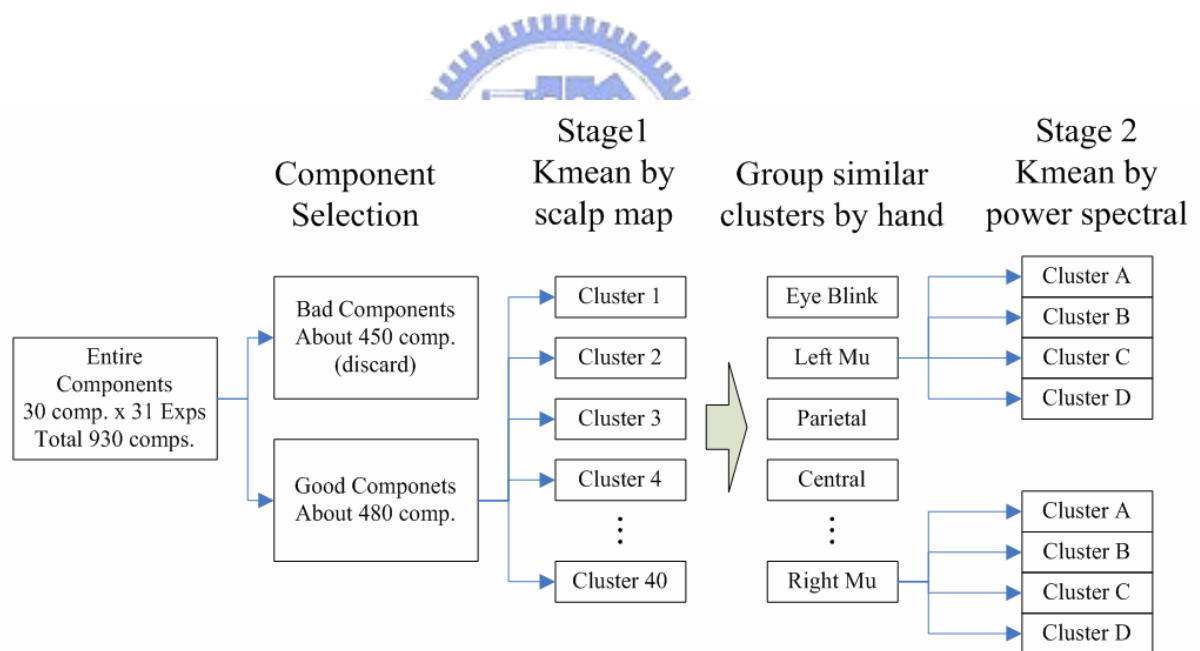 Component
Selection
Stage1
Kmean by
scalp map
Group similar
clusters by hand
Stage 2
Kmean by
power spectral
Entire
Components
30 comp. x 31 Exps
Total 930 comps.
Bad Components
About 450 comp.
(discard)
Good Componets
About 480 comp.
Cluster 1
Cluster 2
Cluster 3
Cluster 4
⋮
Cluster 40
Eye Blink
Left Mu
Parietal
Central
⋮
Right Mu
Cluster A
Cluster B
Cluster C
Cluster D
Cluster A
Cluster B
Cluster C
Cluster D